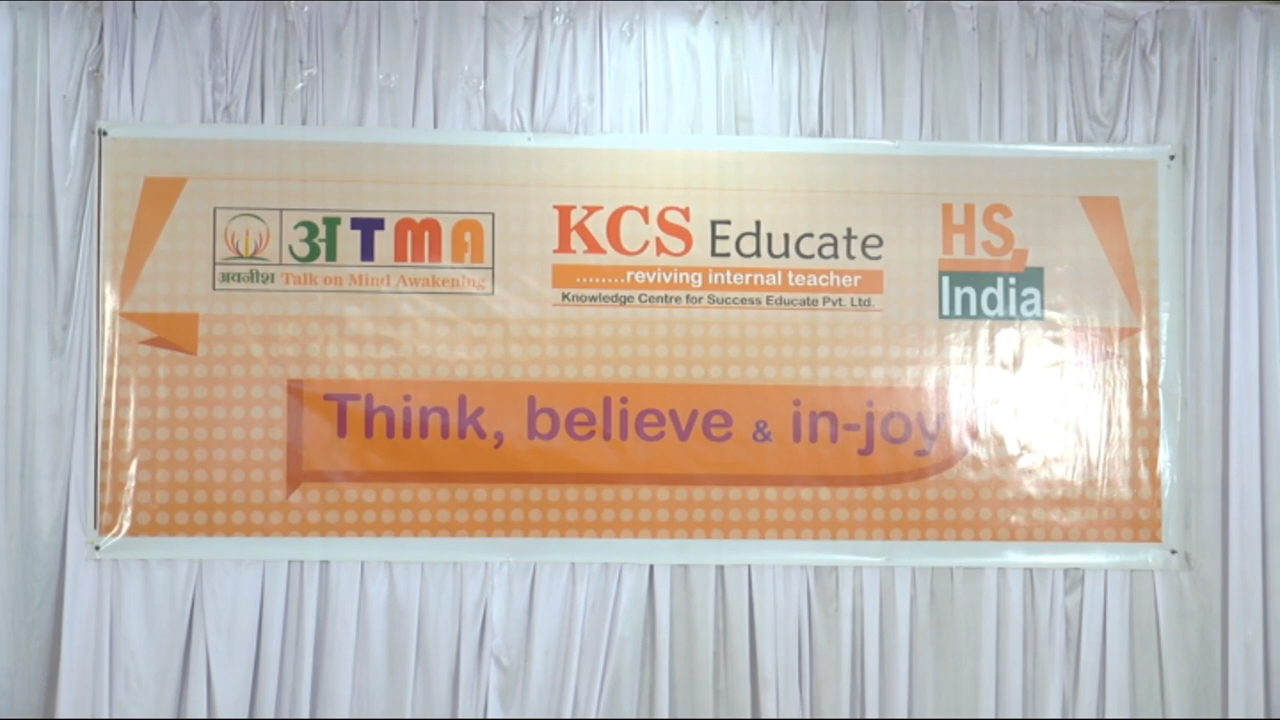 अTMA
अवनीश Talk on Mind Awakening
KCS Educate
........reviving internal teacher
Knowledge Centre for Success Educate Pvt. Ltd.
HS
India
Think, believe & in-joy